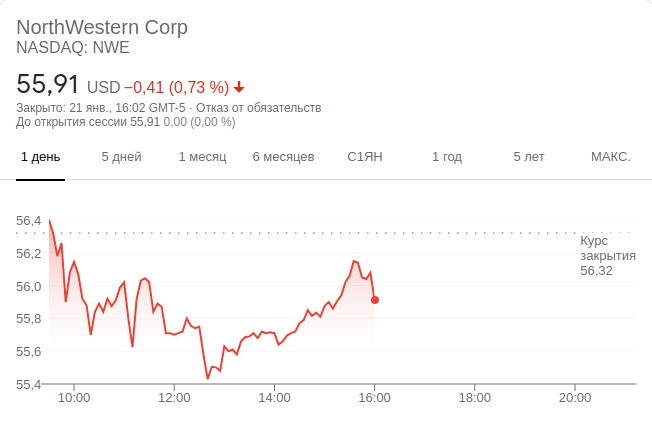 NorthWestern Corp
NASDAQ: NWE
55,91 USD −0,41 (0,73 %)
Закрыто: 21 янв., 16:02 GMT-5 · Отказ от обязательств
До открытия сессии 55,91 0,00 (0,00 %)
1 день 5 дней 1 месяц 6 месяцев С1ЯН 1 год 5 лет МАКС.
56,4
Курс
закрытия
56,32
56,2
56,0
55,8
55,6
55,4
10:00 12:00 14:00 16:00 18:00 20:00